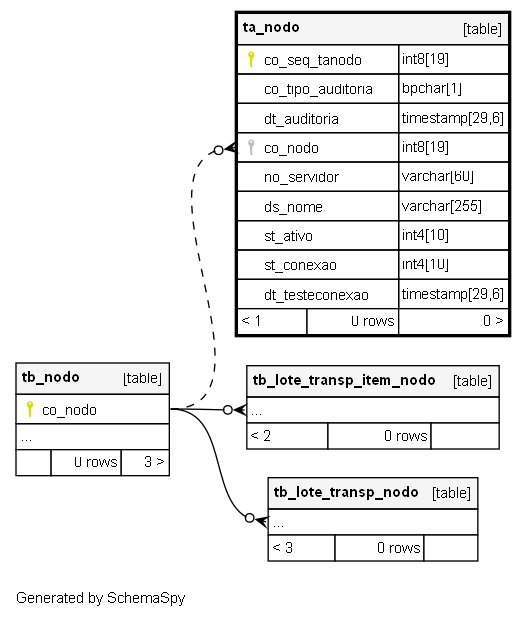 ta_nodo [table]
co_seq_tanodo int8[19]
co_tipo_auditoria bpchar[1]
dt_auditoria timestamp[29,6]
co_nodo int8[19]
no_servidor varchar[60]
ds_nome varchar[255]
st_ativo int4[10]
st_conexao int4[10]
dt_testeconexao timestamp[29,6]
< 1 0 rows 0 >
tb_nodo [table]
co_nodo
...
0 rows 3 >
tb_lote_transp_item_nodo [table]
...
< 2 0 rows
tb_lote_transp_nodo [table]
...
< 3 0 rows
Generated by SchemaSpy